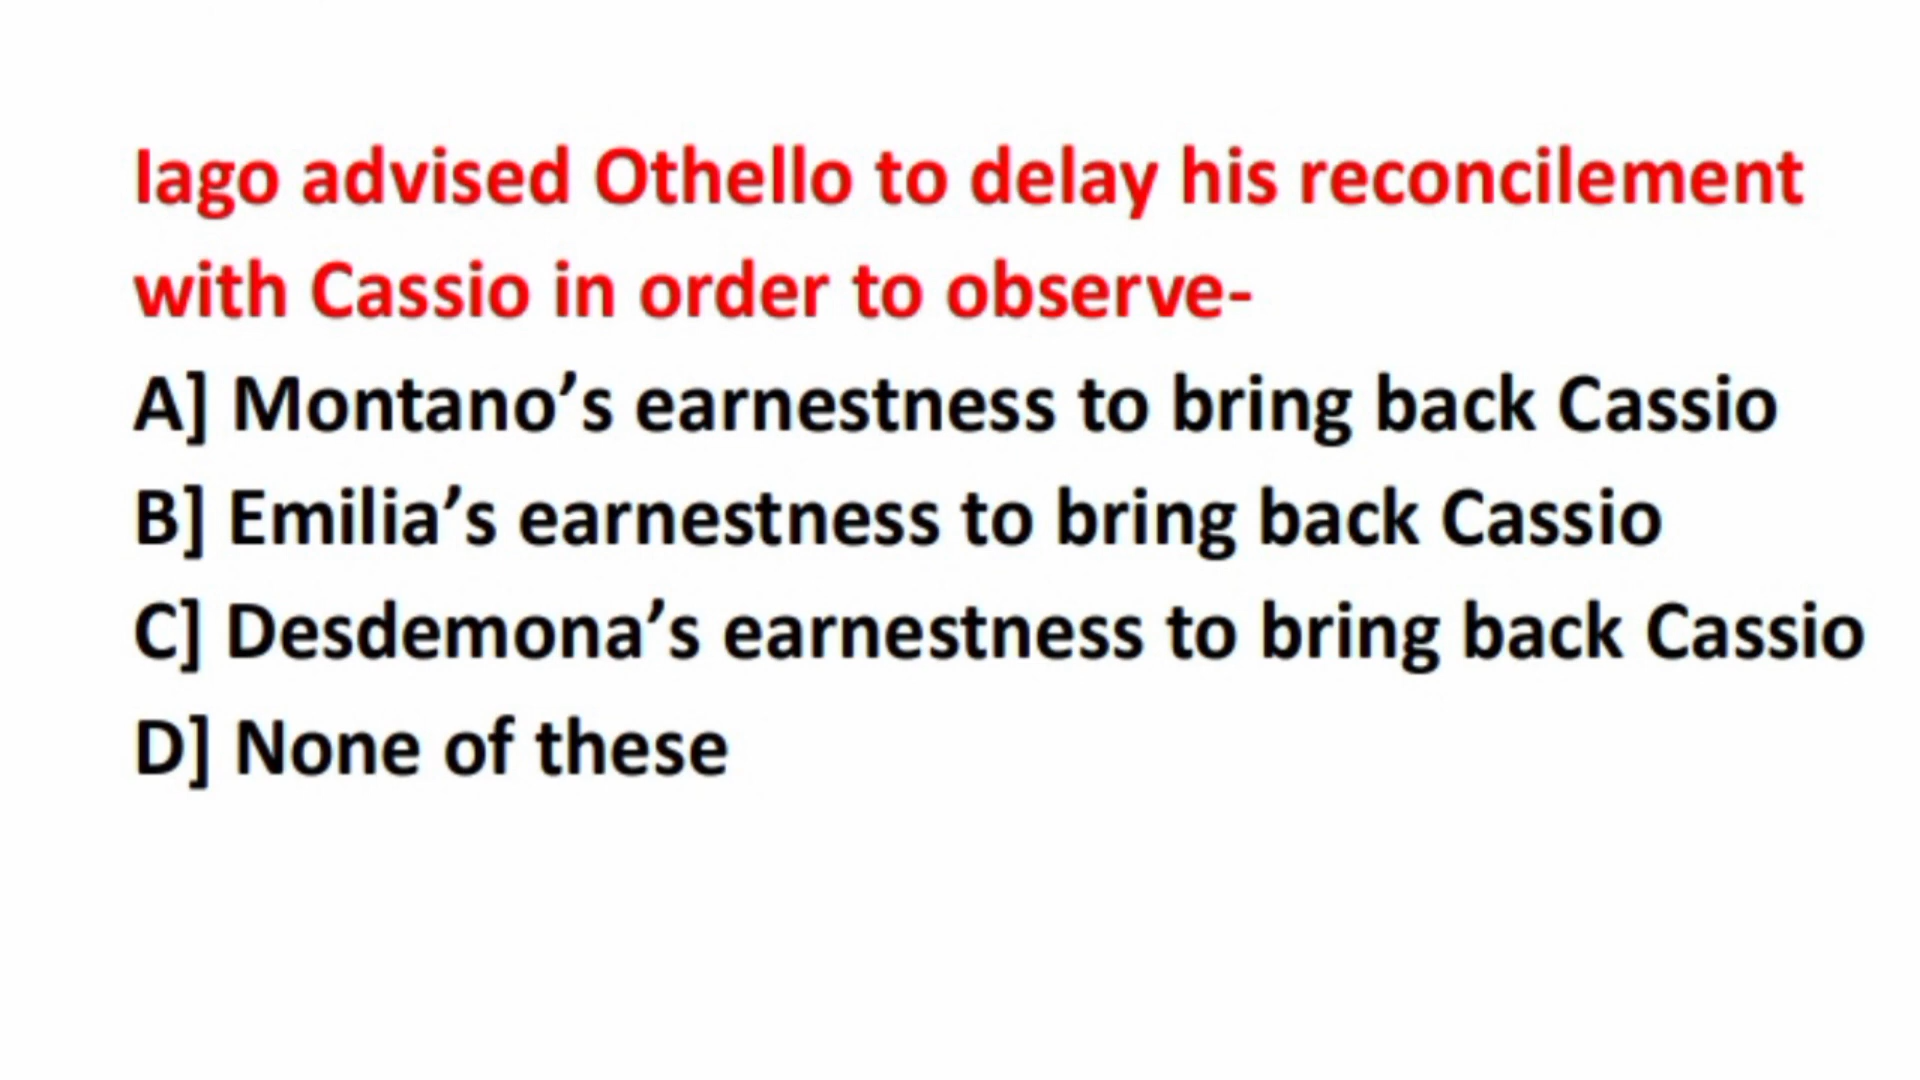 Iago advised Othello to delay his reconcilement
with Cassio in order to observe-
A] Montano’s earnestness to bring back Cassio
B] Emilia’s earnestness to bring back Cassio
C] Desdemona’s earnestness to bring back Cassio
D] None of these